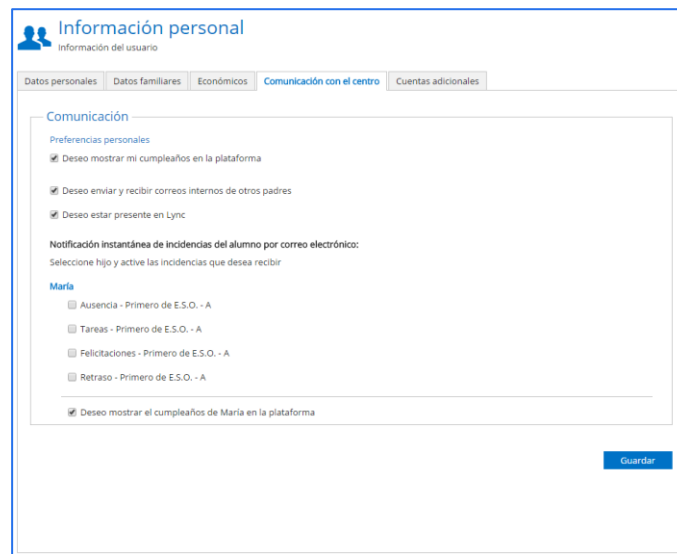 Información personal
Información del usuario
Datos personales Datos familiares Económicos Comunicación con el centro Cuentas adicionales
Comunicación
Preferencias personales
Deseo mostrar mi cumpleaños en la plataforma
Deseo enviar y recibir correos internos de otros padres
Deseo estar presente en Lync
Notificación instantánea de incidencias del alumno por correo electrónico:
Seleccione hijo y active las incidencias que desea recibir
María
Ausencia - Primero de E.S.O. - A
Tareas - Primero de E.S.O. - A
Felicitaciones - Primero de E.S.O. - A
Retraso - Primero de E.S.O. - A
Deseo mostrar el cumpleaños de María en la plataforma
Guardar